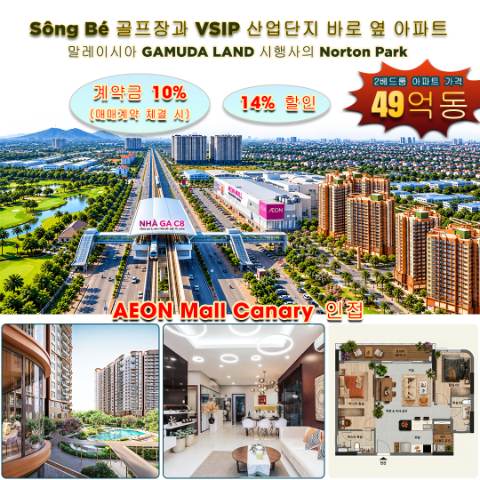 Sông Bé 골프장과 VSIP 산업단지 바로 옆 아파트
말레이시아 GAMUDA LAND 시행사의 Norton Park
계약금 10%
(매매계약 체결 시)
14% 할인
2베드룸 아파트 가격
49억동
NHÀ GA C8
AEON
AEON Mall Canary 인접